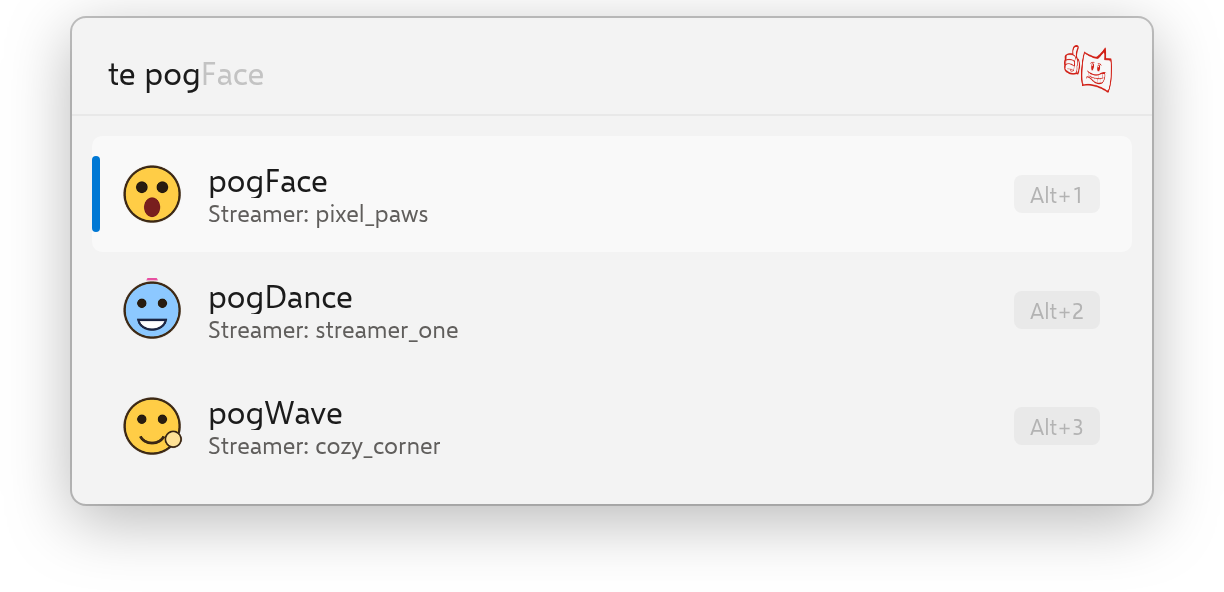 te pogFace
pogFace
Streamer: pixel_paws
Alt+1
pogDance
Streamer: streamer_one
Alt+2
pogWave
Streamer: cozy_corner
Alt+3